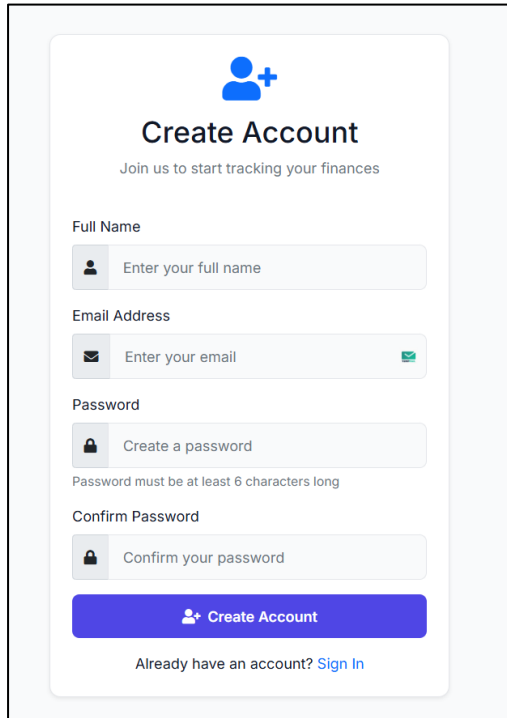 Create Account
Join us to start tracking your finances
Full Name
Enter your full name
Email Address
Enter your email
Password
Create a password
Password must be at least 6 characters long
Confirm Password
Confirm your password
Create Account
Already have an account? Sign In